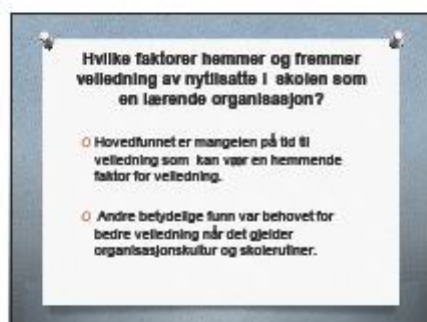 Hvilke faktorer hemmer og fremmer
veiledning av nytilsatte i skolen som
en lærende organisasjon?
O Hovedfunnet er mangelen på tid til
veiledning som kan vær en hemmende
faktor for veiledning.
O Andre betydelige funn var behovet for
bedre veiledning når det gjelder
organisasjonskultur og skolerutiner.